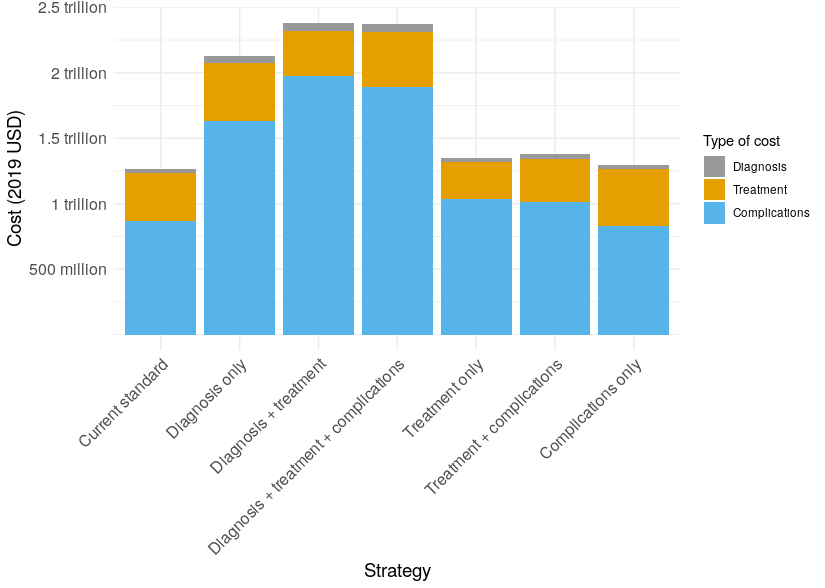 2.5 trillion
2 trillion
1.5 trillion
1 trillion
500 million
Cost (2019 USD)
Current standard
Diagnosis only
Diagnosis + treatment
Diagnosis + treatment + complications
Treatment only
Treatment + complications
Complications only
Strategy
Type of cost
Diagnosis
Treatment
Complications